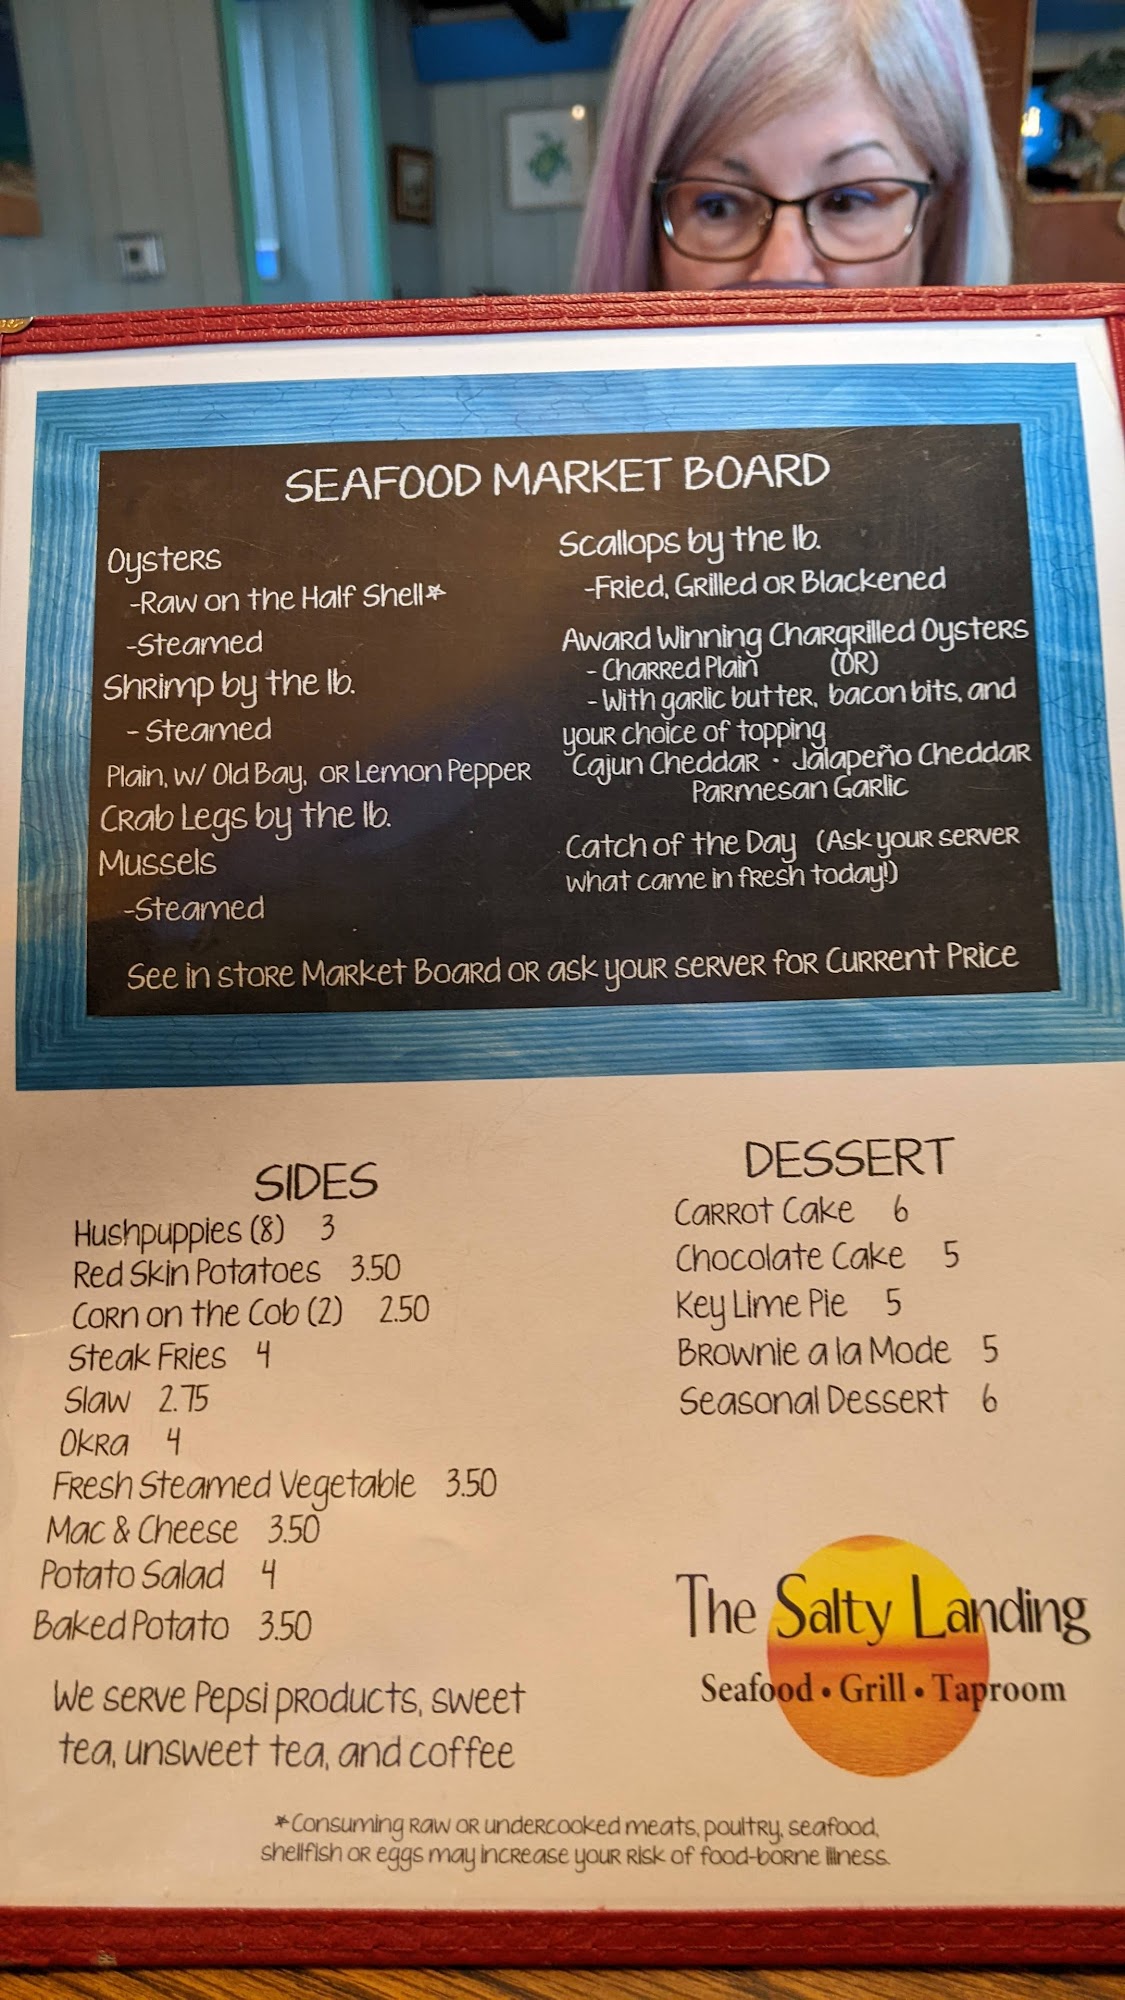 SEAFOOD MARKET BOARD
Oysters
-Raw on the Half Shell*
-Steamed
Shrimp by the lb.
- Steamed
Plain, w/ Old Bay, or Lemon Pepper
Crab Legs by the lb.
Mussels
-Steamed
Scallops by the lb.
-Fried, Grilled or Blackened
Award Winning Chargrilled Oysters
- Charred Plain (OR)
- With garlic butter, bacon bits, and
your choice of topping
Cajun Cheddar · Jalapeño Cheddar
Parmesan Garlic
Catch of the Day (Ask your server
what came in fresh today!)
See in store Market Board or ask your server for Current Price
SIDES
Hushpuppies (8) 3
Red Skin Potatoes 3.50
Corn on the Cob (2) 2.50
Steak Fries 4
Slaw 2.75
Okra 4
Fresh Steamed Vegetable 3.50
Mac & Cheese 3.50
Potato Salad 4
Baked Potato 3.50
We serve Pepsi products, sweet
tea, unsweet tea, and coffee
DESSERT
Carrot Cake 6
Chocolate Cake 5
Key Lime Pie 5
Brownie a la Mode 5
Seasonal Dessert 6
The Salty Landing
Seafood • Grill • Taproom
*Consuming raw or undercooked meats, poultry, seafood,
shellfish or eggs may increase your risk of food-borne illness.